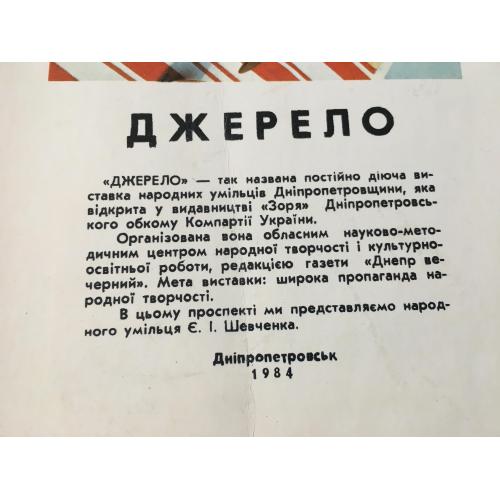 ДЖЕРЕЛО
«ДЖЕРЕЛО» — так названа постійно діюча ви-
ставка народних умільців Дніпропетровщини, яка
відкрита у видавництві «Зоря» Дніпропетровсь-
кого обкому Компартії України.
Організована вона обласним науково-мето-
дичним центром народної творчості і культурно-
освітньої роботи, редакцією газети «Днепр ве-
черний». Мета виставки: широка пропаганда на-
родної творчості.
В цьому проспекті ми представляємо народ-
ного умільця Є. І. Шевченка.
Дніпропетровськ
1984